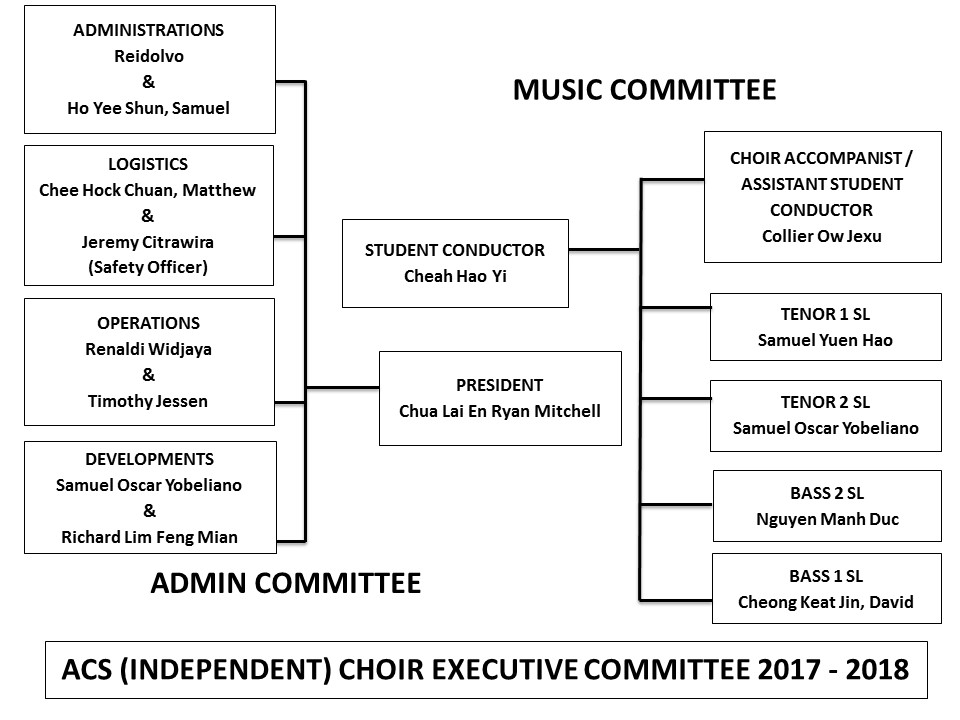 ADMINISTRATIONS
Reidolvo
&
Ho Yee Shun, Samuel
LOGISTICS
Chee Hock Chuan, Matthew
&
Jeremy Citrawira
(Safety Officer)
OPERATIONS
Renaldi Widjaya
&
Timothy Jessen
DEVELOPMENTS
Samuel Oscar Yobeliano
&
Richard Lim Feng Mian
ADMIN COMMITTEE
STUDENT CONDUCTOR
Cheah Hao Yi
PRESIDENT
Chua Lai En Ryan Mitchell
MUSIC COMMITTEE
CHOIR ACCOMPANIST /
ASSISTANT STUDENT
CONDUCTOR
Collier Ow Jexu
TENOR 1 SL
Samuel Yuen Hao
TENOR 2 SL
Samuel Oscar Yobeliano
BASS 2 SL
Nguyen Manh Duc
BASS 1 SL
Cheong Keat Jin, David
ACS (INDEPENDENT) CHOIR EXECUTIVE COMMITTEE 2017 - 2018